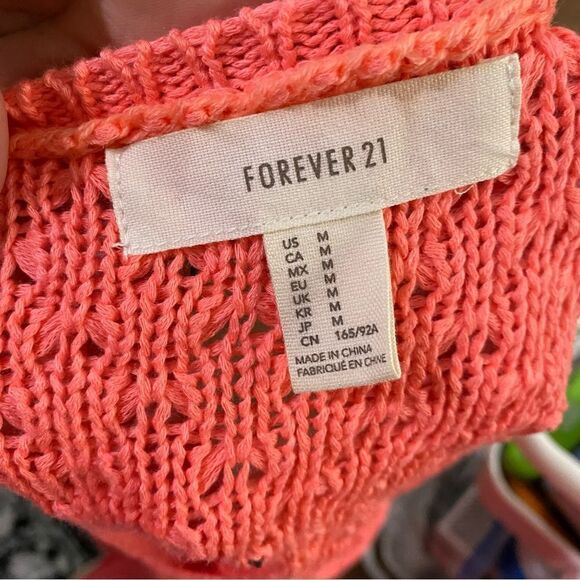 FOREVER 21
US M
CA M
MX M
EU M
UK M
KR M
JP M
CN 165/92A
MADE IN CHINA
FABRIQUÉ EN CHINE